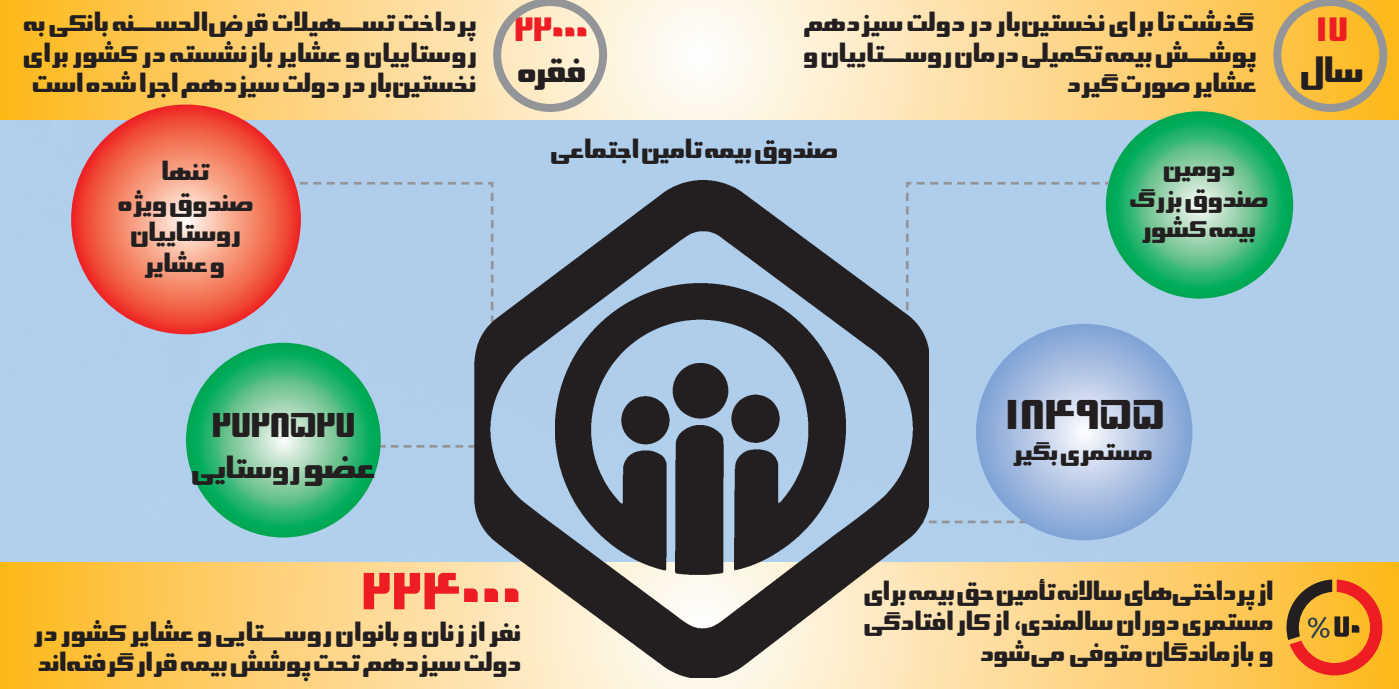 ۱۷
سال
گذشت تا برای نخستین‌بار در دولت سیزدهم
پوشش بیمه تکمیلی درمان روستاییان و
عشایر صورت گیرد
۲۲۰۰۰
فقره
پرداخت تسهیلات قرض‌الحسنه بانکی به
روستاییان و عشایر بازنشسته در کشور برای
نخستین‌بار در دولت سیزدهم اجرا شده است
صندوق بیمه تامین اجتماعی
دومین
صندوق بزرگ
بیمه کشور
تنها
صندوق ویژه
روستاییان
و عشایر
۱۸۴۹۵۵
مستمری بگیر
۲۷۲۸۵۲۷
عضو روستایی
۷۰%
از پرداختی‌های سالانه تأمین حق بیمه برای
مستمری دوران سالمندی، از کار افتادگی
و بازماندگان متوفی می‌شود
۲۲۴۰۰۰
نفر از زنان و بانوان روستایی و عشایر کشور در
دولت سیزدهم تحت پوشش بیمه قرار گرفته‌اند